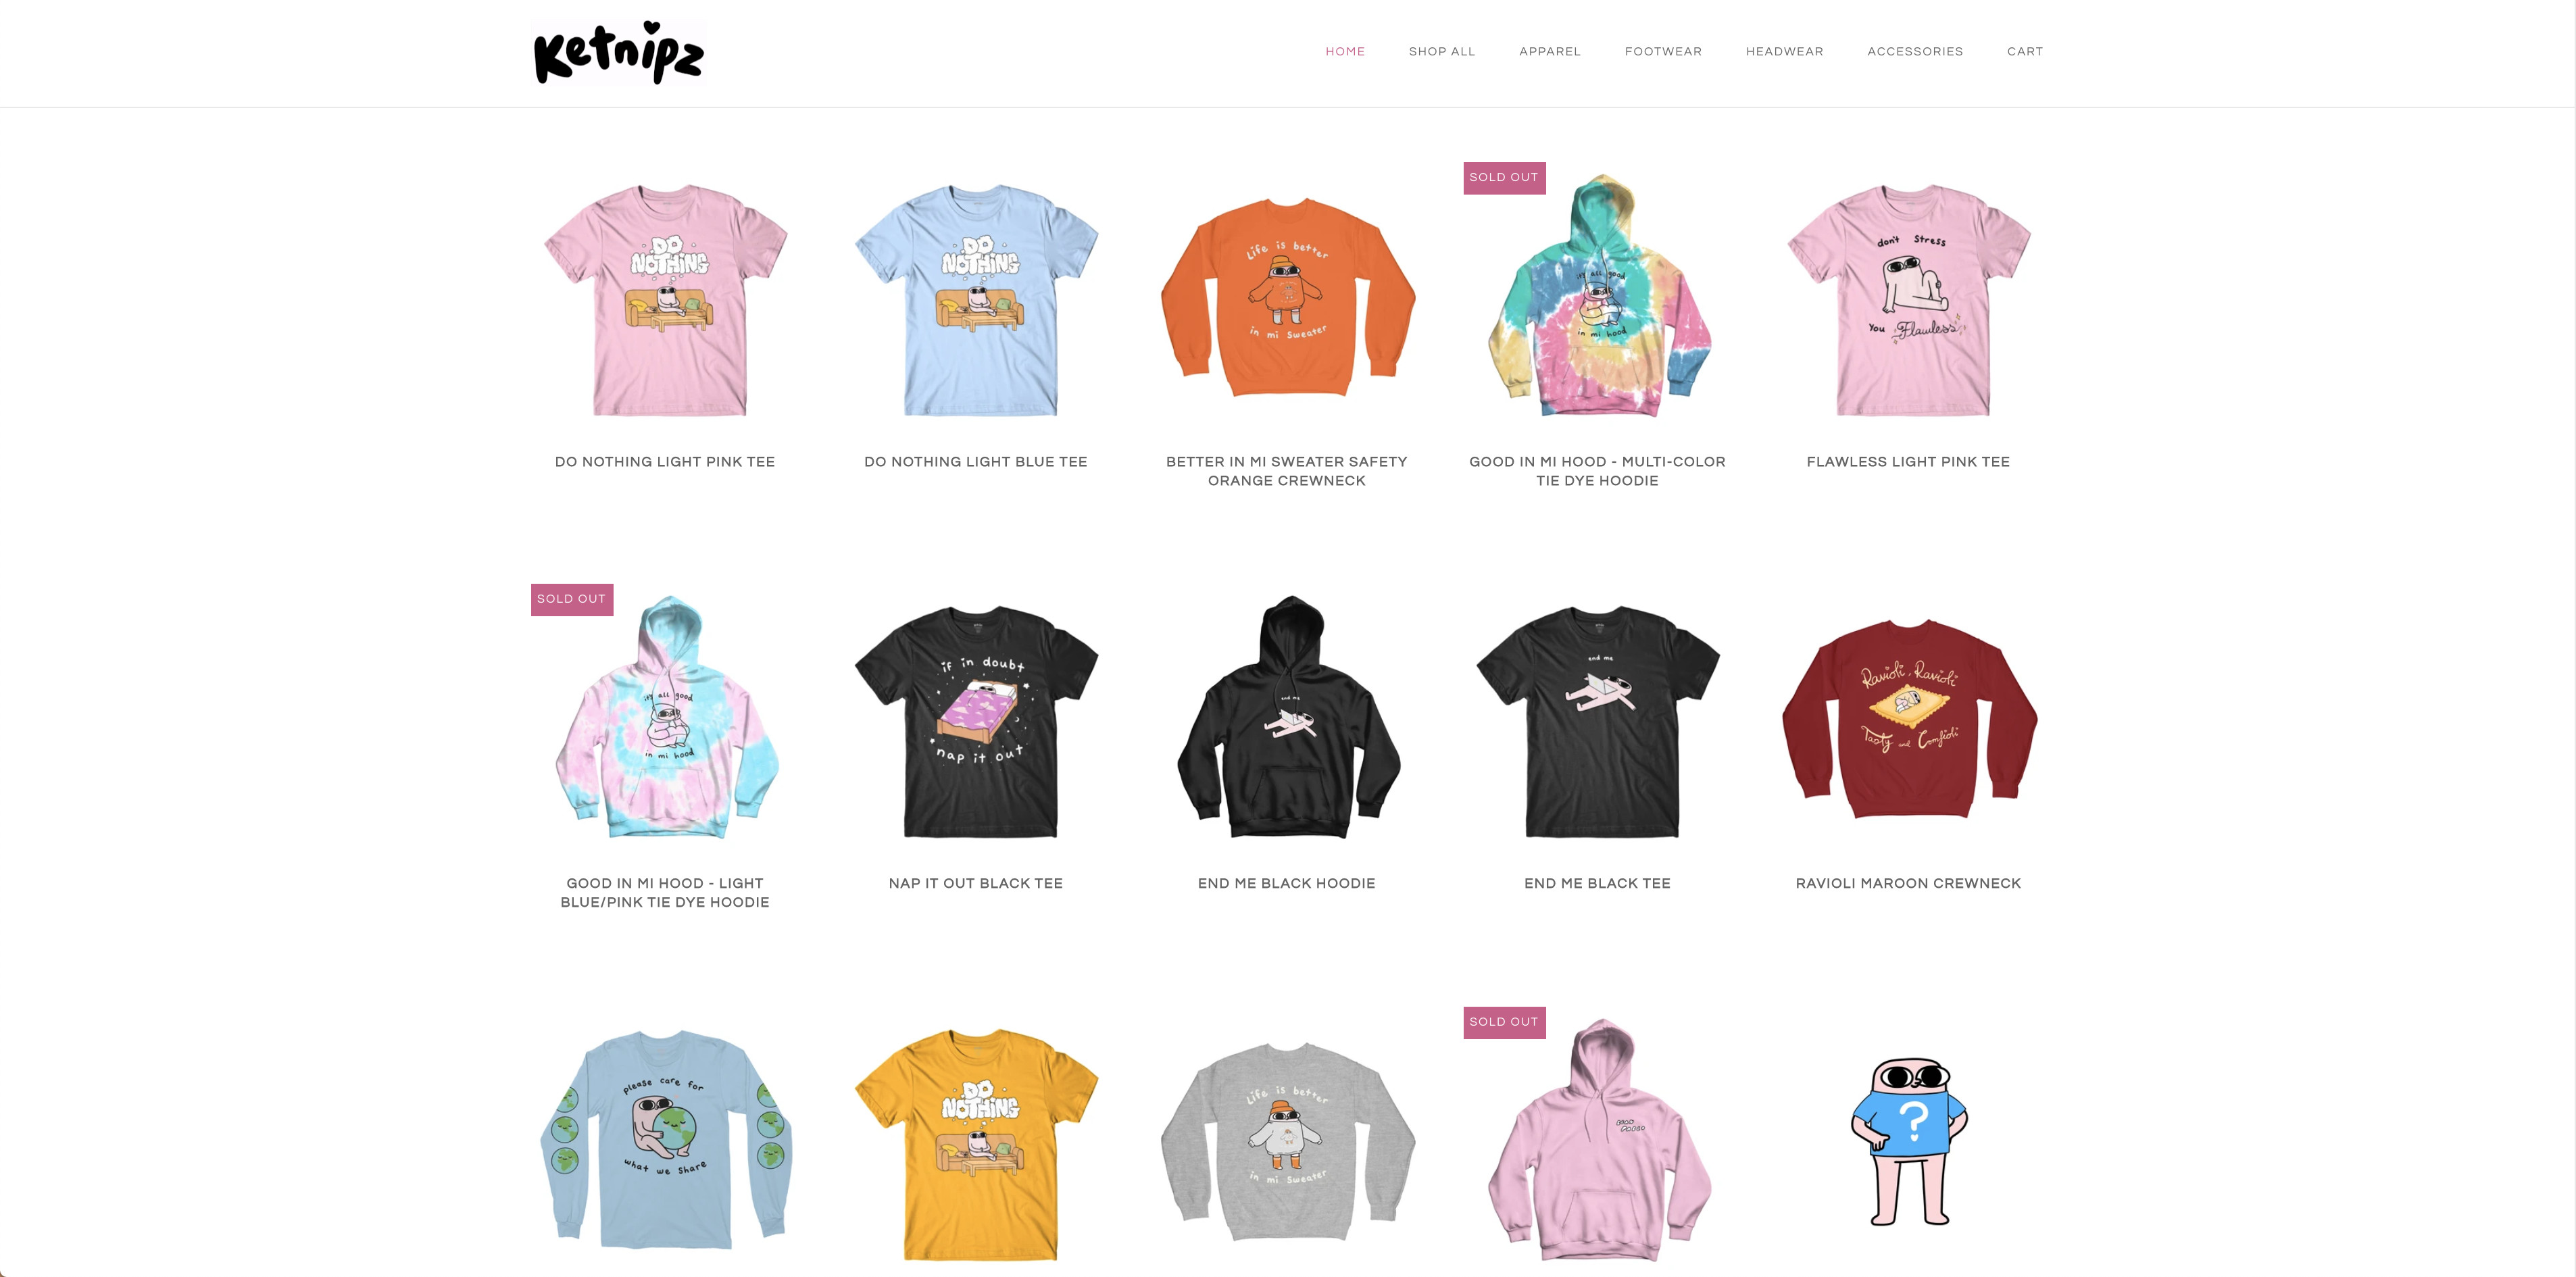 Ketnipz
HOME SHOP ALL APPAREL FOOTWEAR HEADWEAR ACCESSORIES CART
DO
NOTHING
DO
NOTHING
Life is better
in mi sweater
SOLD OUT
it's all good
in mi hood
don't stress
you Flawless
DO NOTHING LIGHT PINK TEE
DO NOTHING LIGHT BLUE TEE
BETTER IN MI SWEATER SAFETY
ORANGE CREWNECK
GOOD IN MI HOOD - MULTI-COLOR
TIE DYE HOODIE
FLAWLESS LIGHT PINK TEE
SOLD OUT
it's all good
in mi hood
if in doubt
nap it out
end me
end me
Ravioli, Ravioli
Tasty and Comfioli
GOOD IN MI HOOD - LIGHT
BLUE/PINK TIE DYE HOODIE
NAP IT OUT BLACK TEE
END ME BLACK HOODIE
END ME BLACK TEE
RAVIOLI MAROON CREWNECK
please care for
what we share
DO
NOTHING
Life is better
in mi sweater
SOLD OUT
?